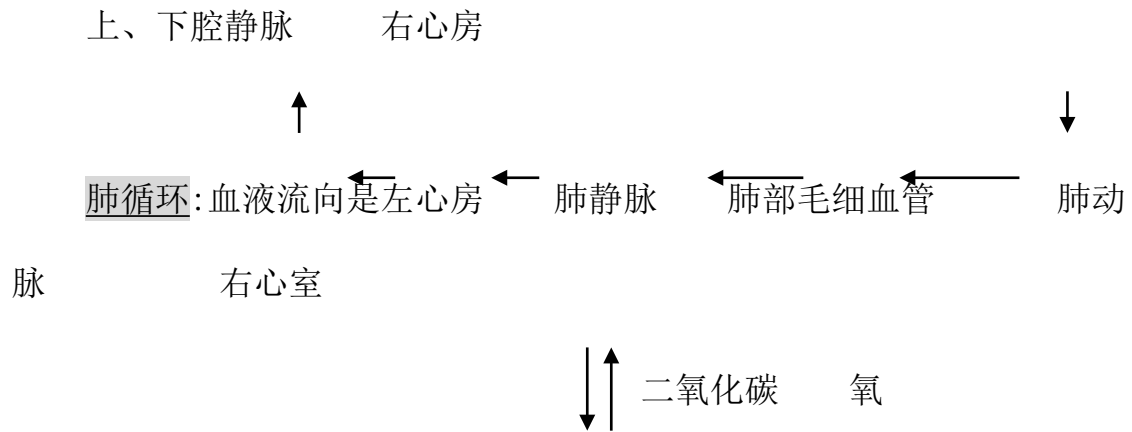 上、下腔静脉 右心房
肺循环:血液流向是左心房 肺静脉 肺部毛细血管 肺动
脉 右心室
二氧化碳 氧